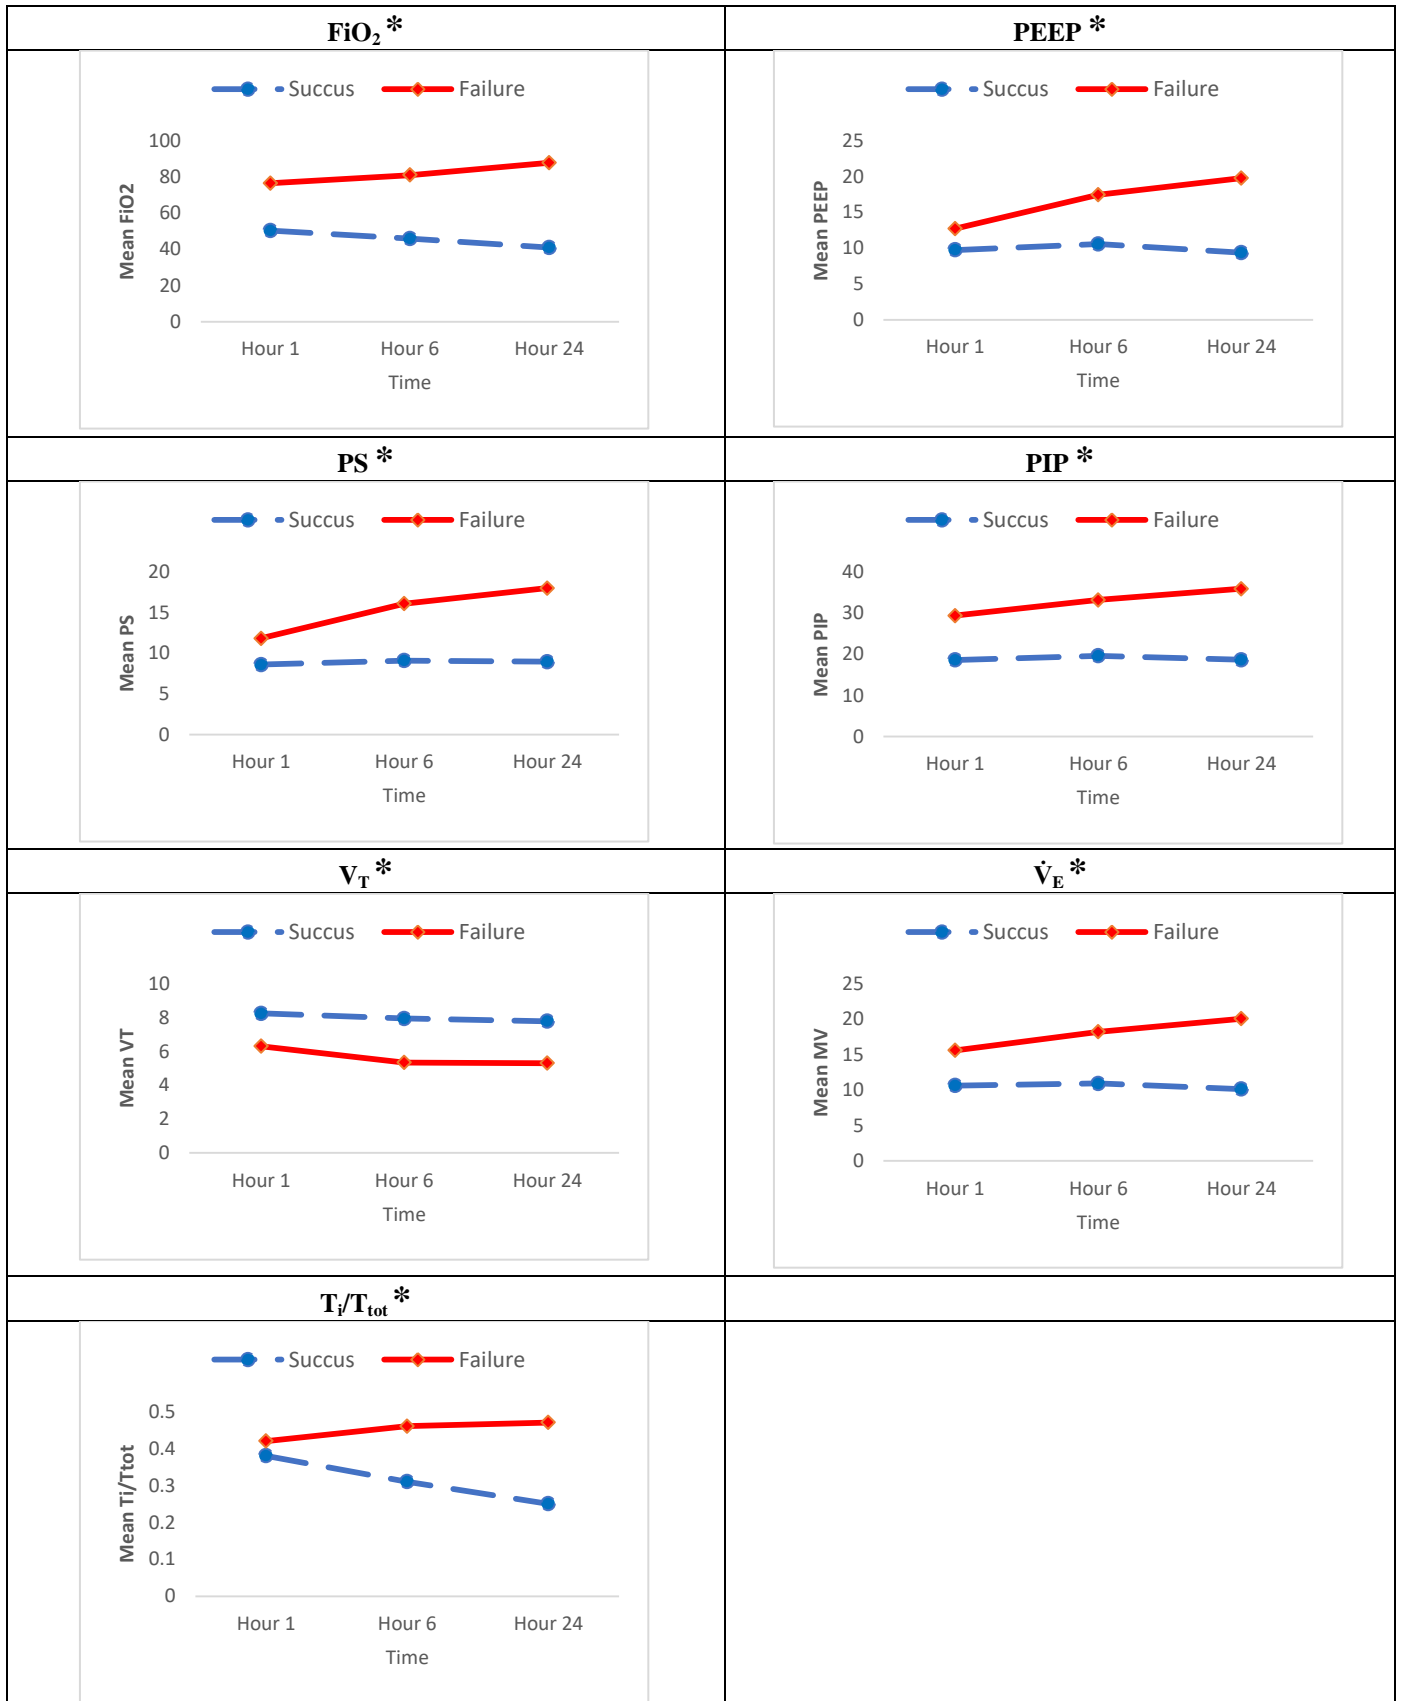 FiO₂ *
Succus Failure
100
80
60
40
20
0
Mean FiO2
Hour 1 Hour 6 Hour 24
Time
PEEP *
Succus Failure
25
20
15
10
5
0
Mean PEEP
Hour 1 Hour 6 Hour 24
Time
PS *
Succus Failure
20
15
10
5
0
Mean PS
Hour 1 Hour 6 Hour 24
Time
PIP *
Succus Failure
40
30
20
10
0
Mean PIP
Hour 1 Hour 6 Hour 24
Time
V_T *
Succus Failure
10
8
6
4
2
0
Mean VT
Hour 1 Hour 6 Hour 24
Time
V̇_E *
Succus Failure
25
20
15
10
5
0
Mean MV
Hour 1 Hour 6 Hour 24
Time
T_i/T_tot *
Succus Failure
0.5
0.4
0.3
0.2
0.1
0
Mean Ti/Ttot
Hour 1 Hour 6 Hour 24
Time